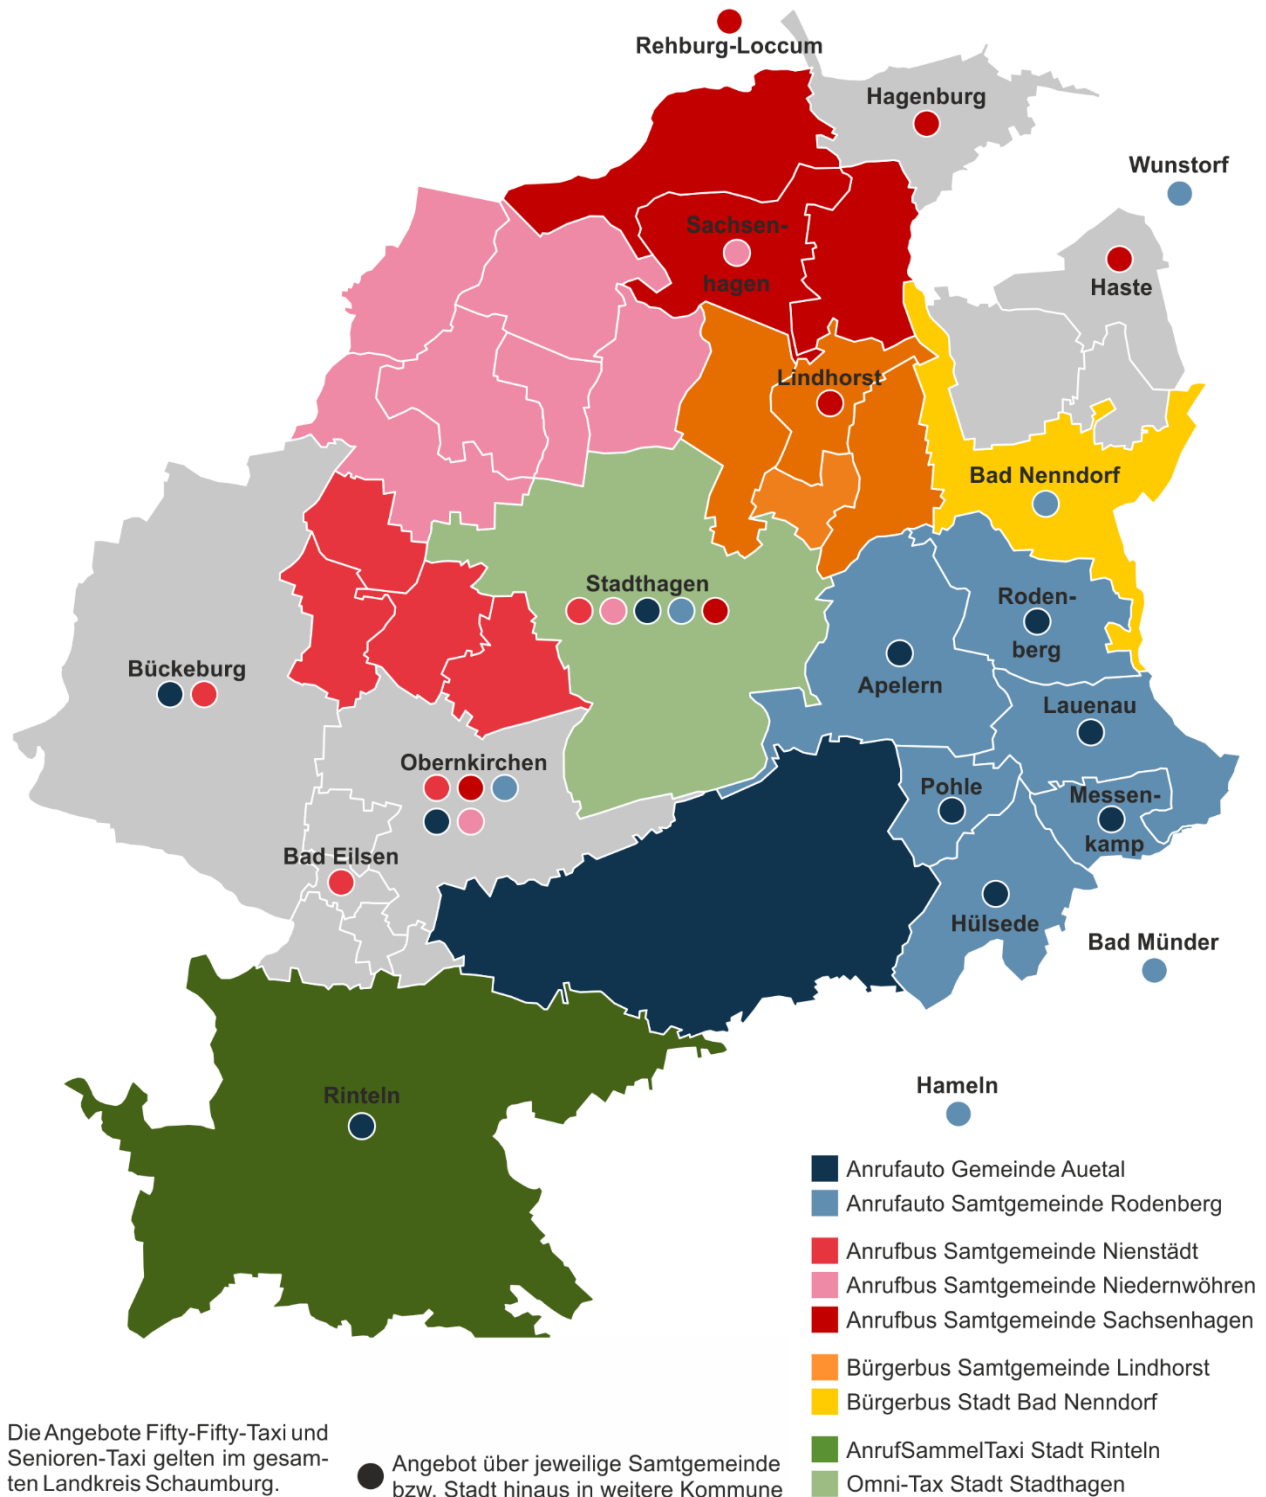 Rehburg-Loccum
Hagenburg
Wunstorf
Sachsen-
hagen
Haste
Lindhorst
Bad Nenndorf
Stadthagen
Roden-
berg
Bückeburg
Apelern
Lauenau
Obernkirchen
Pohle
Messen-
kamp
Bad Eilsen
Hülsede
Bad Münder
Hameln
Rinteln
Anrufauto Gemeinde Auetal
Anrufauto Samtgemeinde Rodenberg
Anrufbus Samtgemeinde Nienstädt
Anrufbus Samtgemeinde Niedernwöhren
Anrufbus Samtgemeinde Sachsenhagen
Bürgerbus Samtgemeinde Lindhorst
Bürgerbus Stadt Bad Nenndorf
AnrufSammelTaxi Stadt Rinteln
Omni-Tax Stadt Stadthagen
Die Angebote Fifty-Fifty-Taxi und
Senioren-Taxi gelten im gesam-
ten Landkreis Schaumburg.
Angebot über jeweilige Samtgemeinde
bzw. Stadt hinaus in weitere Kommune